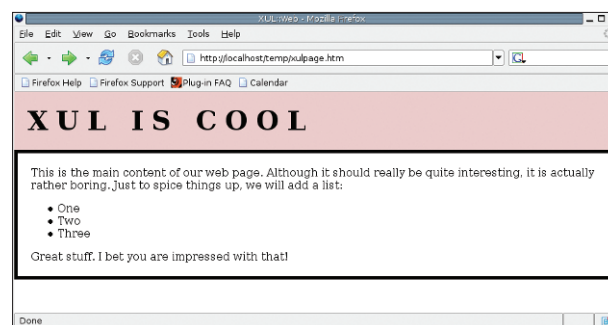 XUL iWeb - Mozilla Firefox
File Edit View Go Bookmarks Tools Help
http://localhost/temp/xulpage.htm
Firefox Help Firefox Support Plug-in FAQ Calendar
XUL IS COOL
This is the main content of our web page. Although it should really be quite interesting, it is actually
rather boring. Just to spice things up, we will add a list:
One
Two
Three
Great stuff. I bet you are impressed with that!
Done